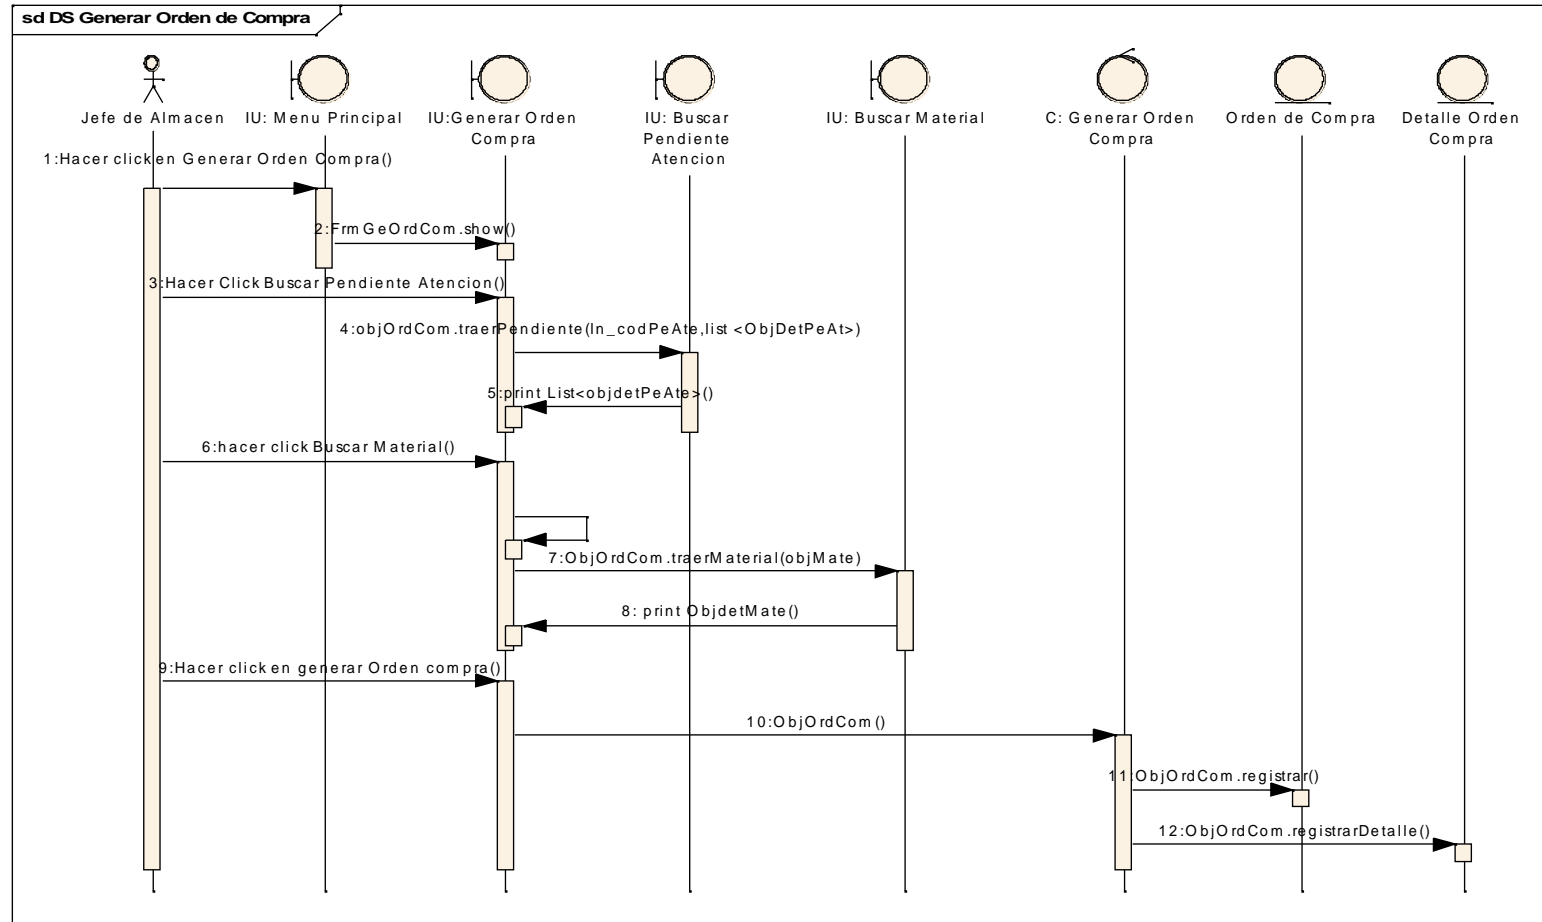 sd DS Generar Orden de Compra
Jefe de Almacen
IU: Menu Principal
IU:Generar Orden
Compra
IU: Buscar
Pendiente
Atencion
IU: Buscar Material
C: Generar Orden
Compra
Orden de Compra
Detalle Orden
Compra
1:Hacer click en Generar Orden Compra()
2:FrmGeOrdCom.show()
3:Hacer Click Buscar Pendiente Atencion()
4:objOrdCom.traerPendiente(In_codPeAte,list <ObjDetPeAt>)
5:print List<objdetPeAte>()
6:hacer click Buscar Material()
7:ObjOrdCom.traerMaterial(objMate)
8: print ObjdetMate()
9:Hacer click en generar Orden compra()
10:ObjOrdCom()
11:ObjOrdCom.registrar()
12:ObjOrdCom.registrarDetalle()